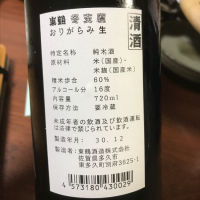 東鶴 
おりがらみ生
清酒
特定名称 純米酒
原材料 米(国産)・
米麹(国産米)
精米歩合 60%
アルコール分 16度
内容量 720ml
保存方法 要冷蔵
未成年者の飲酒及び飲酒運転
は法律で禁じられています。
製造年月 30.12
製造者:東鶴酒造株式会社
佐賀県多久市
東多久町別府3625-1
4 573180 430029